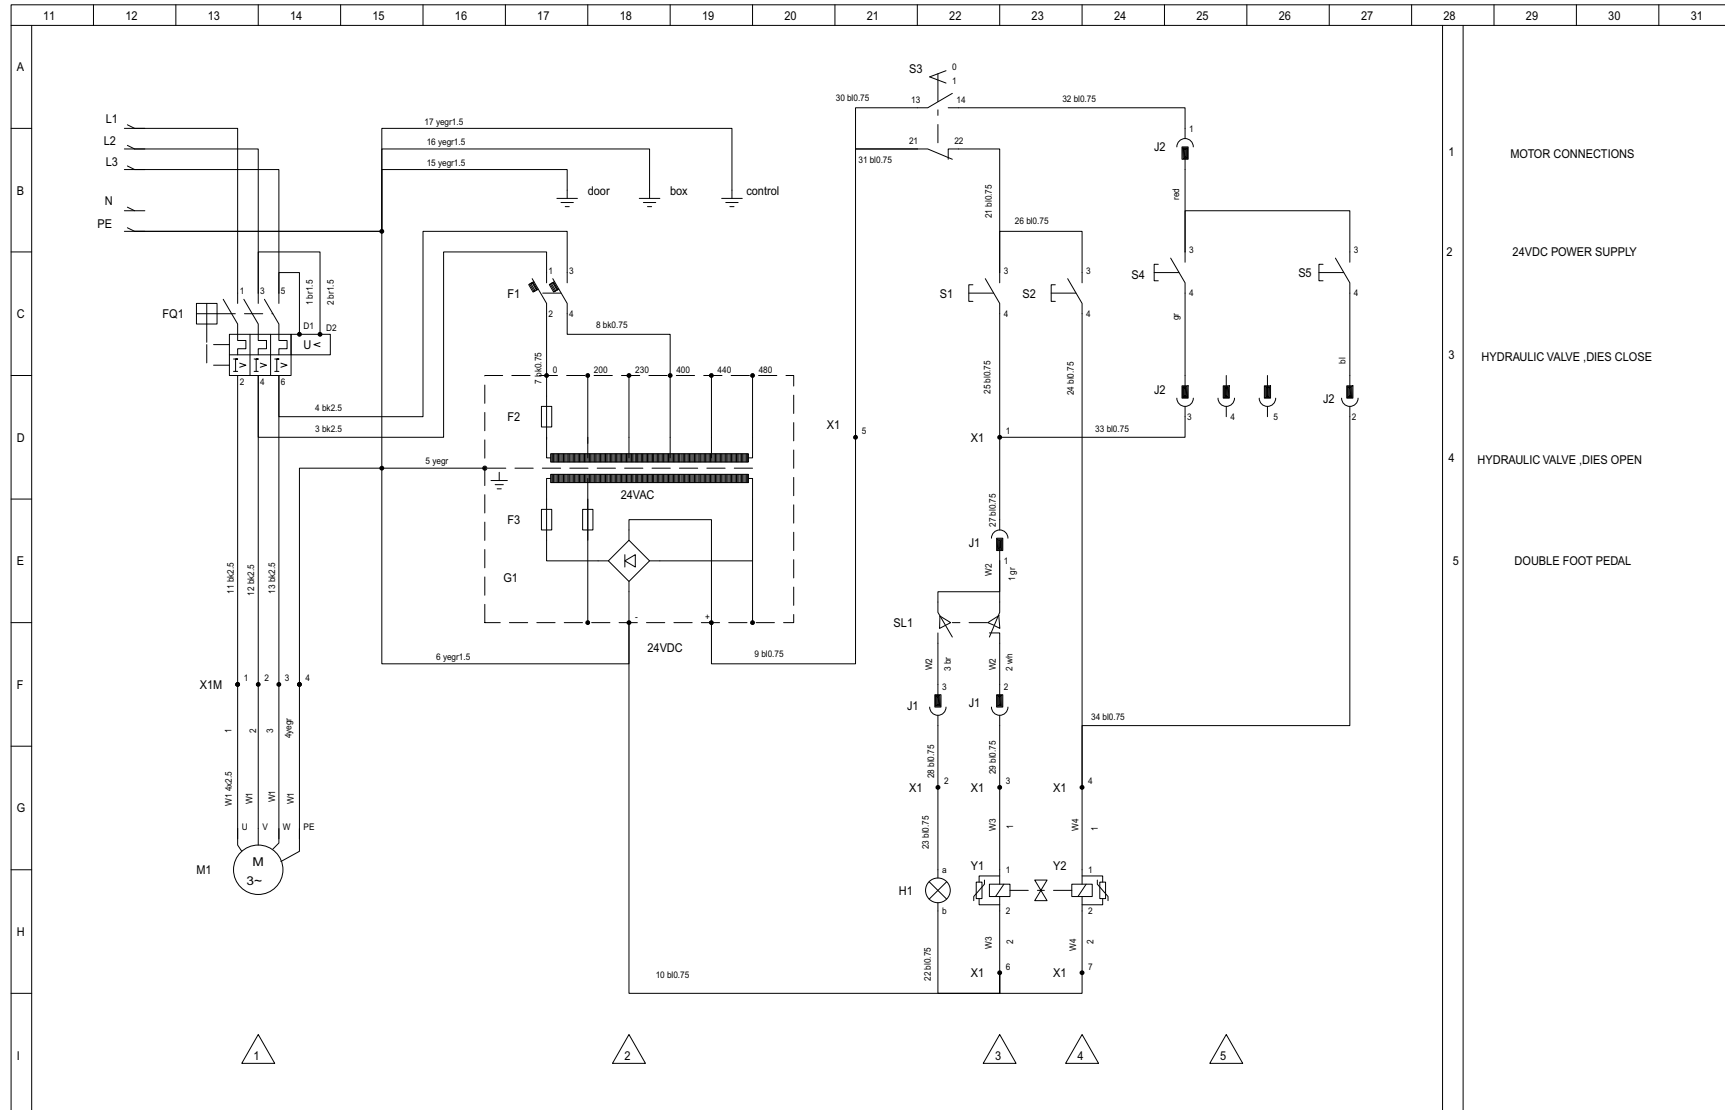 11 12 13 14 15 16 17 18 19 20 21 22 23 24 25 26 27 28 29 30 31
A
S3 0
1
30 bl0.75 13 14 32 bl0.75
L1
17 yegr1.5
1
L2
16 yegr1.5
21 22
J2
1 MOTOR CONNECTIONS
L3
15 yegr1.5
31 bl0.75
B
door box control
21 bl0.75
red
N
26 bl0.75
PE
3 3
2 24VDC POWER SUPPLY
1 3
3 3
S4 S5
1 3 5
1 br1.5
2 br1.5
F1
S1 S2
4 4
C
FQ1
2 4
4 4
gr
D1 D2
8 bk0.75
U <
7 bk0.75
25 bl0.75
24 bl0.75
bl
3 HYDRAULIC VALVE ,DIES CLOSE
I > I > I >
2 4 6
0 200 230 400 440 480
J2 J2
4 bk2.5
F2
3 4 5 2
3 bk2.5
X1 5
X1 1
33 bl0.75
D
5 yegr
4 HYDRAULIC VALVE ,DIES OPEN
24VAC
F3
27 bl0.75
J1
1
E
11 bk2.5
12 bk2.5
13 bk2.5
G1
W2
1 gr
5 DOUBLE FOOT PEDAL
- +
SL1
24VDC
6 yegr1.5
9 bl0.75
W2
3 br
W2
2 wh
F
X1M 1 2 3 4
3 2
J1 J1
34 bl0.75
1
2
3
4yegr
28 bl0.75
29 bl0.75
X1 2 X1 3 X1 4
G
W1 4x2.5
W1
W1
W1
23 bl0.75
W3
1
W4
1
U V W PE
M1
M
3~
Y1 Y2
a 1 1
H1
b 2 2
H
22 bl0.75
W3
2
W4
2
10 bl0.75
X1 6 X1 7
I
1 2 3 4 5